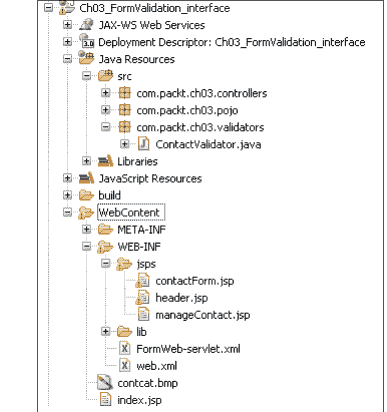 Ch03_FormValidation_interface
JAX-WS Web Services
3.0 Deployment Descriptor: Ch03_FormValidation_interface
Java Resources
src
com.packt.ch03.controllers
com.packt.ch03.pojo
com.packt.ch03.validators
ContactValidator.java
Libraries
JavaScript Resources
build
WebContent
META-INF
WEB-INF
jsps
contactForm.jsp
header.jsp
manageContact.jsp
lib
FormWeb-servlet.xml
web.xml
contcat.bmp
index.jsp